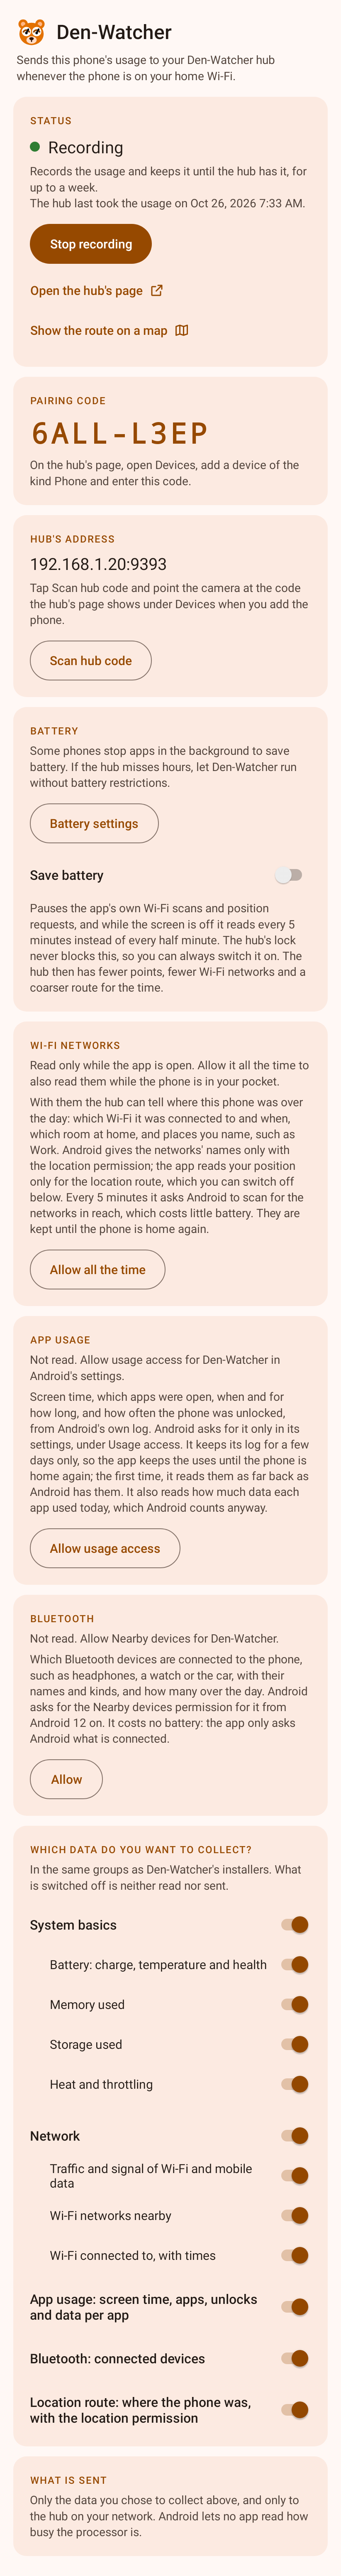 Den-Watcher
Sends this phone's usage to your Den-Watcher hub
whenever the phone is on your home Wi-Fi.
STATUS
Recording
Records the usage and keeps it until the hub has it, for
up to a week.
The hub last took the usage on Oct 26, 2026 7:33 AM.
Stop recording
Open the hub's page
Show the route on a map
PAIRING CODE
6ALL-L3EP
On the hub's page, open Devices, add a device of the
kind Phone and enter this code.
HUB'S ADDRESS
192.168.1.20:9393
Tap Scan hub code and point the camera at the code
the hub's page shows under Devices when you add the
phone.
Scan hub code
BATTERY
Some phones stop apps in the background to save
battery. If the hub misses hours, let Den-Watcher run
without battery restrictions.
Battery settings
Save battery
Pauses the app's own Wi-Fi scans and position
requests, and while the screen is off it reads every 5
minutes instead of every half minute. The hub's lock
never blocks this, so you can always switch it on. The
hub then has fewer points, fewer Wi-Fi networks and a
coarser route for the time.
WI-FI NETWORKS
Read only while the app is open. Allow it all the time to
also read them while the phone is in your pocket.
With them the hub can tell where this phone was over
the day: which Wi-Fi it was connected to and when,
which room at home, and places you name, such as
Work. Android gives the networks' names only with
the location permission; the app reads your position
only for the location route, which you can switch off
below. Every 5 minutes it asks Android to scan for the
networks in reach, which costs little battery. They are
kept until the phone is home again.
Allow all the time
APP USAGE
Not read. Allow usage access for Den-Watcher in
Android's settings.
Screen time, which apps were open, when and for
how long, and how often the phone was unlocked,
from Android's own log. Android asks for it only in its
settings, under Usage access. It keeps its log for a few
days only, so the app keeps the uses until the phone is
home again; the first time, it reads them as far back as
Android has them. It also reads how much data each
app used today, which Android counts anyway.
Allow usage access
BLUETOOTH
Not read. Allow Nearby devices for Den-Watcher.
Which Bluetooth devices are connected to the phone,
such as headphones, a watch or the car, with their
names and kinds, and how many over the day. Android
asks for the Nearby devices permission for it from
Android 12 on. It costs no battery: the app only asks
Android what is connected.
Allow
WHICH DATA DO YOU WANT TO COLLECT?
In the same groups as Den-Watcher's installers. What
is switched off is neither read nor sent.
System basics
Battery: charge, temperature and health
Memory used
Storage used
Heat and throttling
Network
Traffic and signal of Wi-Fi and mobile
data
Wi-Fi networks nearby
Wi-Fi connected to, with times
App usage: screen time, apps, unlocks
and data per app
Bluetooth: connected devices
Location route: where the phone was,
with the location permission
WHAT IS SENT
Only the data you chose to collect above, and only to
the hub on your network. Android lets no app read how
busy the processor is.